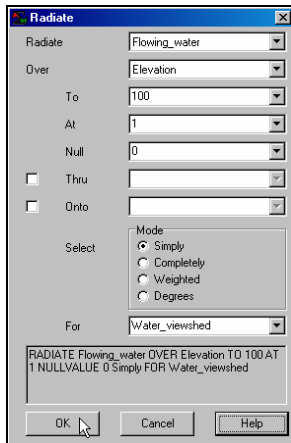 Radiate
Radiate Flowing_water
Over Elevation
To 100
At 1
Null 0
Thru
Onto
Mode
Select
Simply
Completely
Weighted
Degrees
For Water_viewshed
RADIATE Flowing_water OVER Elevation TO 100 AT
1 NULLVALUE 0 Simply FOR Water_viewshed
OK Cancel Help